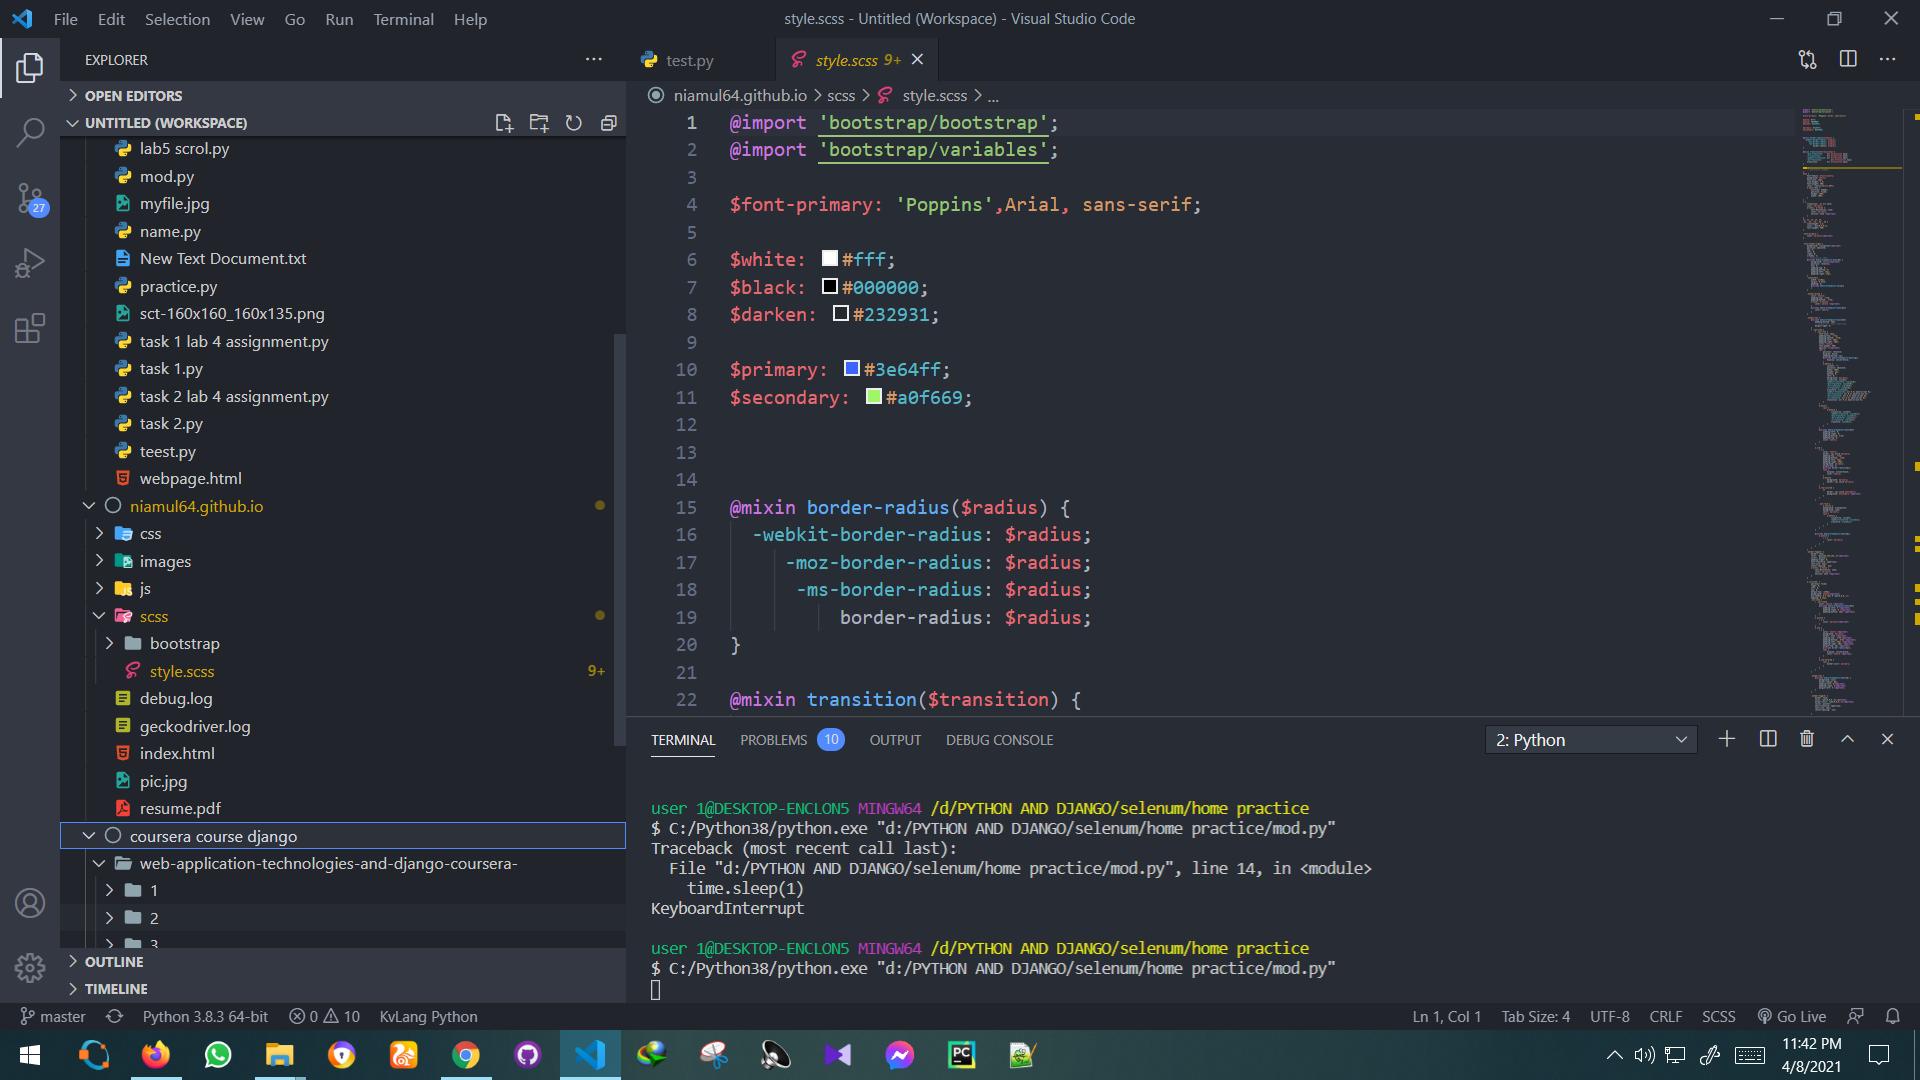 File Edit Selection View Go Run Terminal Help
style.scss - Untitled (Workspace) - Visual Studio Code
EXPLORER
OPEN EDITORS
UNTITLED (WORKSPACE)
lab5 scrol.py
mod.py
myfile.jpg
name.py
New Text Document.txt
practice.py
sct-160x160_160x135.png
task 1 lab 4 assignment.py
task 1.py
task 2 lab 4 assignment.py
task 2.py
teest.py
webpage.html
niamul64.github.io
css
images
js
scss
bootstrap
style.scss 9+
debug.log
geckodriver.log
index.html
pic.jpg
resume.pdf
coursera course django
web-application-technologies-and-django-coursera-
1
2
3
OUTLINE
TIMELINE
27
test.py
style.scss 9+
niamul64.github.io > scss > style.scss > ...
1 @import 'bootstrap/bootstrap';
2 @import 'bootstrap/variables';
3
4 $font-primary: 'Poppins',Arial, sans-serif;
5
6 $white: #fff;
7 $black: #000000;
8 $darken: #232931;
9
10 $primary: #3e64ff;
11 $secondary: #a0f669;
12
13
14
15 @mixin border-radius($radius) {
16 -webkit-border-radius: $radius;
17 -moz-border-radius: $radius;
18 -ms-border-radius: $radius;
19 border-radius: $radius;
20 }
21
22 @mixin transition($transition) {
TERMINAL PROBLEMS 10 OUTPUT DEBUG CONSOLE
2: Python
user 1@DESKTOP-ENCLON5 MINGW64 /d/PYTHON AND DJANGO/selenum/home practice
$ C:/Python38/python.exe "d:/PYTHON AND DJANGO/selenum/home practice/mod.py"
Traceback (most recent call last):
File "d:/PYTHON AND DJANGO/selenum/home practice/mod.py", line 14, in <module>
time.sleep(1)
KeyboardInterrupt
user 1@DESKTOP-ENCLON5 MINGW64 /d/PYTHON AND DJANGO/selenum/home practice
$ C:/Python38/python.exe "d:/PYTHON AND DJANGO/selenum/home practice/mod.py"
master Python 3.8.3 64-bit 0 10 KvLang Python
Ln 1, Col 1 Tab Size: 4 UTF-8 CRLF SCSS Go Live
PC
11:42 PM
4/8/2021